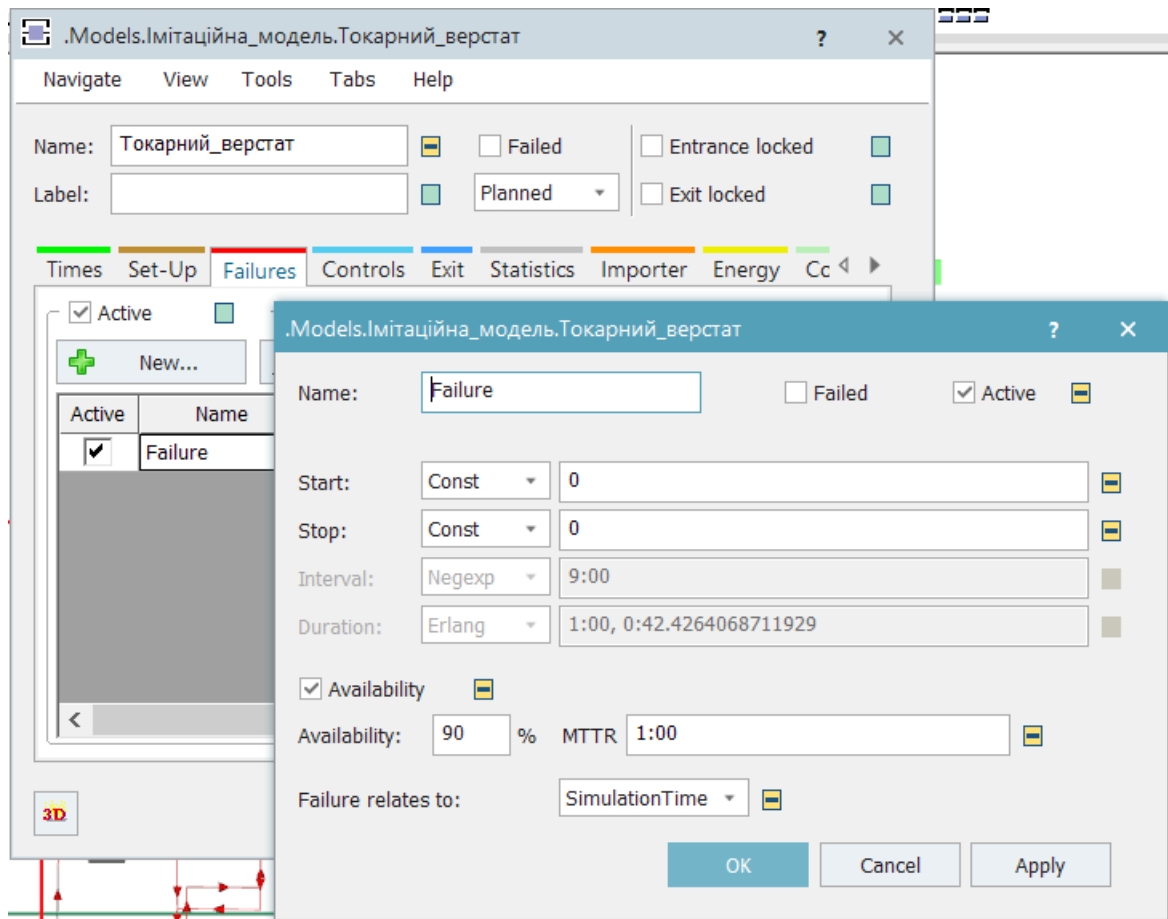 .Models.Імітаційна_модель.Токарний_верстат ?
Navigate View Tools Tabs Help
Name: Токарний_верстат Failed Entrance locked
Label: Planned Exit locked
Times Set-Up Failures Controls Exit Statistics Importer Energy Cc
Active
New...
Active Name
Failure
.Models.Імітаційна_модель.Токарний_верстат ?
Name: Failure Failed Active
Start: Const 0
Stop: Const 0
Interval: Negexp 9:00
Duration: Erlang 1:00, 0:42.4264068711929
Availability
Availability: 90 % MTTR 1:00
Failure relates to: SimulationTime
3D
OK Cancel Apply